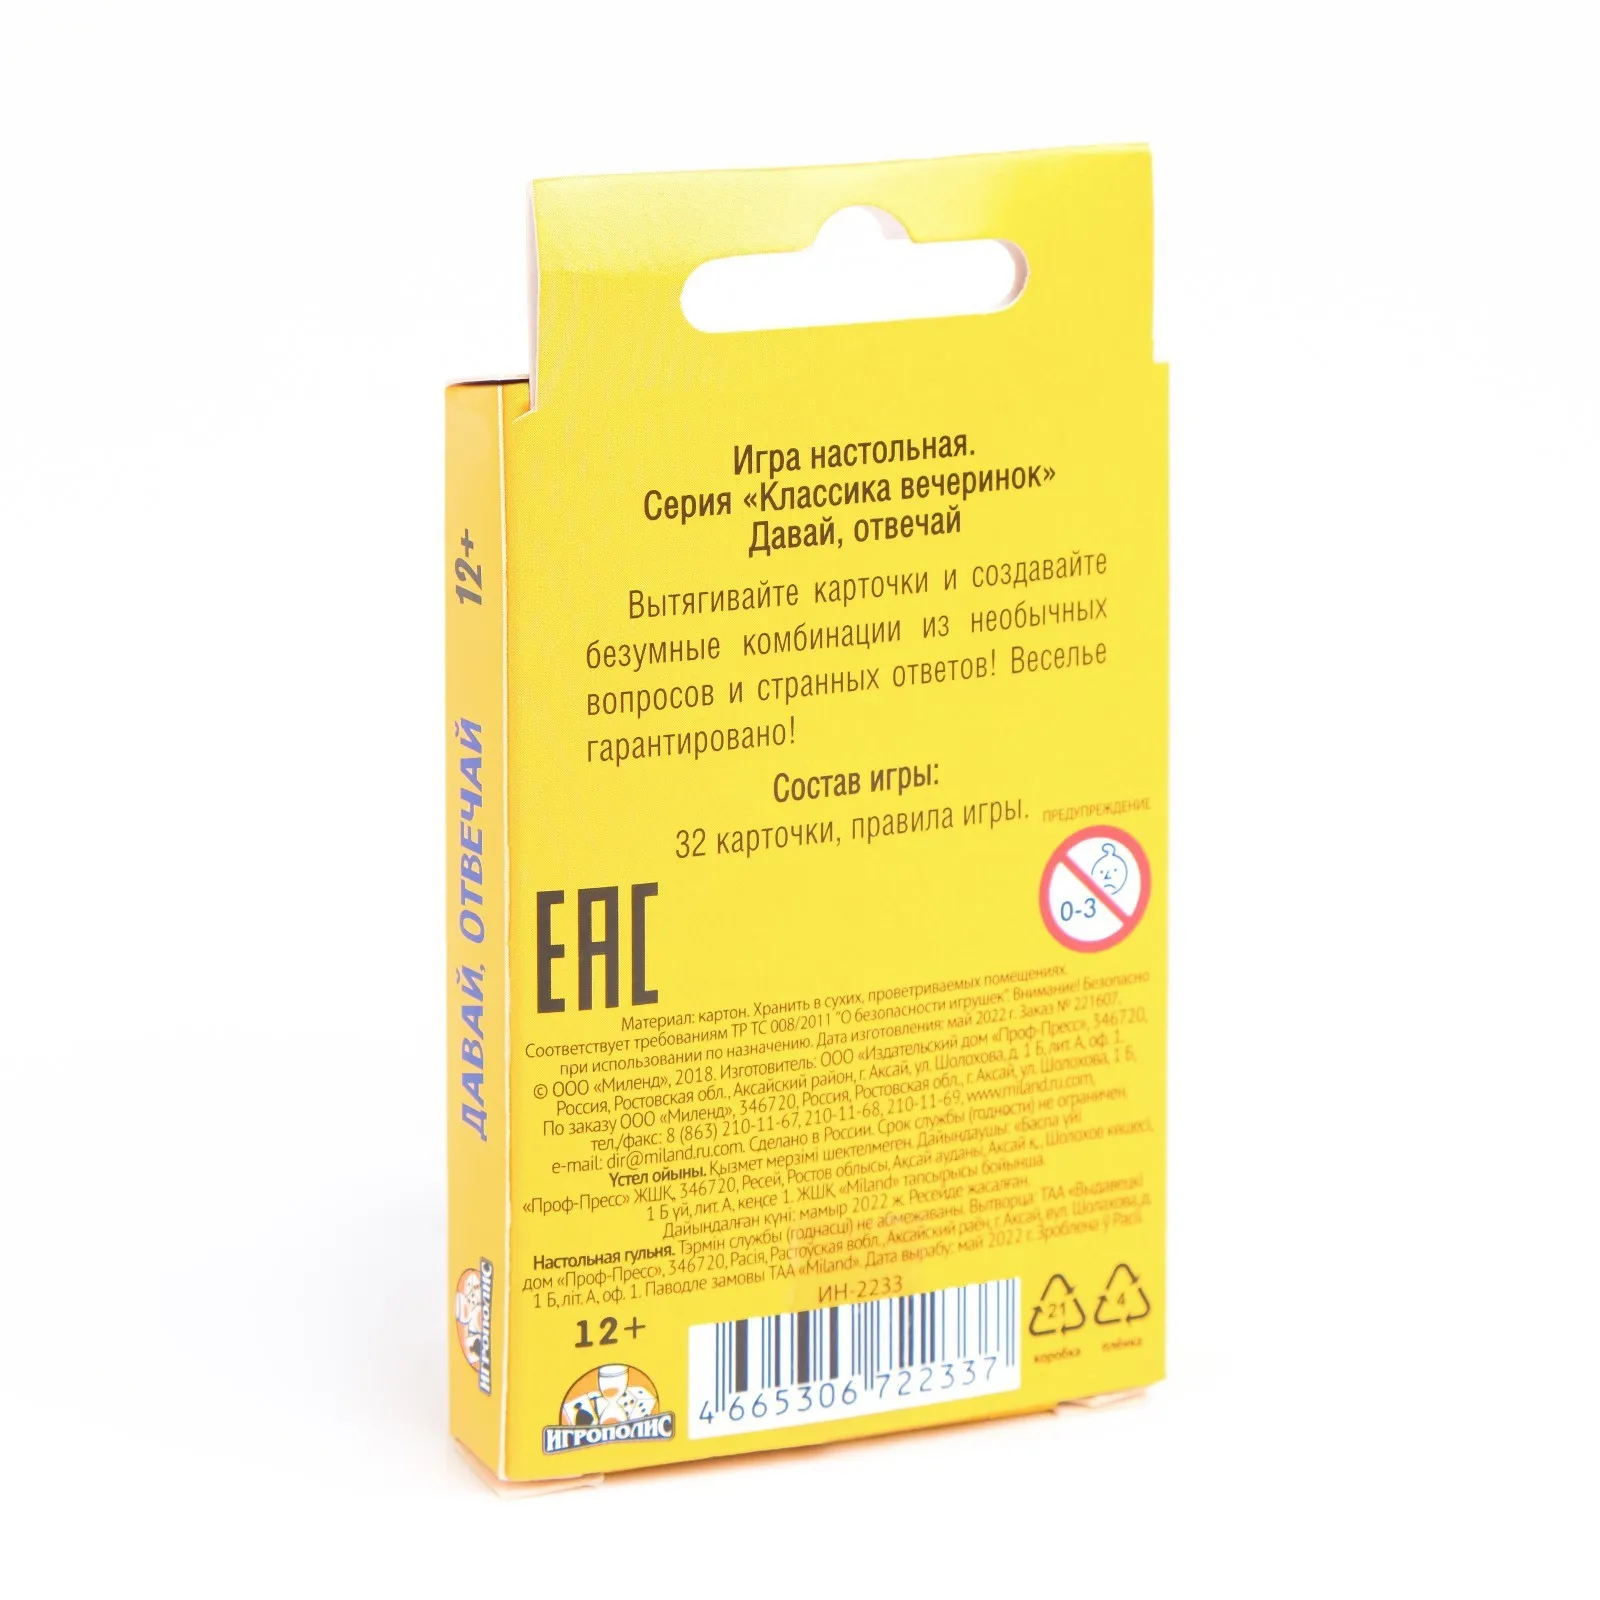 Игра настольная.
Серия «Классика вечеринок»
Давай, отвечай
Вытягивайте карточки и создавайте
безумные комбинации из необычных
вопросов и странных ответов! Веселье
гарантировано!
Состав игры:
32 карточки, правила игры.
ПРЕДУПРЕЖДЕНИЕ
0-3
EAC
Материал: картон. Хранить в сухих, проветриваемых помещениях.
Соответствует требованиям ТР ТС 008/2011 "О безопасности игрушек". Внимание! Безопасно
при использовании по назначению. Дата изготовления: май 2022 г. Заказ № 221607.
© ООО «Миленд», 2018. Изготовитель: ООО «Издательский дом «Проф-Пресс», 346720,
Россия, Ростовская обл., Аксайский район, г. Аксай, ул. Шолохова, д. 1 Б, лит. А, оф. 1.
По заказу ООО «Миленд», 346720, Россия, Ростовская обл., г. Аксай, ул. Шолохова, 1 Б,
тел./факс: 8 (863) 210-11-67, 210-11-68, 210-11-69, www.miland.ru.com,
e-mail: dir@miland.ru.com. Сделано в России. Срок службы (годности) не ограничен.
Үстел ойыны. Қызмет мерзімі шектелмеген. Дайындаушы: «Баспа үйі
«Проф-Пресс» ЖШҚ, 346720, Ресей, Ростов облысы, Ақсай ауданы, Ақсай қ., Шолохов көшесі,
1 Б үй, лит. А, кеңсе 1. ЖШҚ «Miland» тапсырысы бойынша.
Дайындалған күні: мамыр 2022 ж. Ресейде жасалған.
Настольная гульня. Тэрмін службы (годнасці) не абмежаваны. Вытворца: ТАА «Выдавецкі
дом «Проф-Пресс», 346720, Расія, Растоўская вобл., Аксайский раён, г. Аксай, вул. Шолахова, д.
1 Б, літ. А, оф. 1. Паводле замовы ТАА «Miland». Дата вырабу: май 2022 г. Зроблена ў Расіі.
ИН-2233
12+
ИГРОПОЛИС
4 665306 722337
21
коробка
4
плёнка
12+
ДАВАЙ, ОТВЕЧАЙ
ИГРОПОЛИС